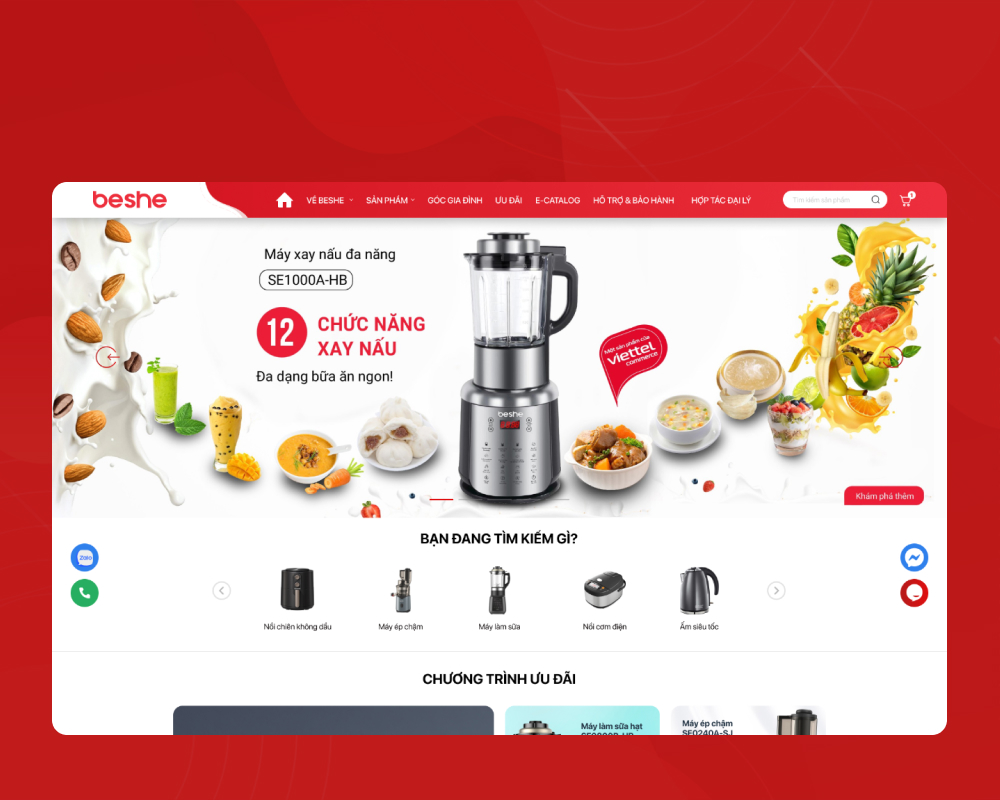 beshe
VỀ BESHE
SẢN PHẨM
GÓC GIA ĐÌNH
ƯU ĐÃI
E-CATALOG
HỖ TRỢ & BẢO HÀNH
HỢP TÁC ĐẠI LÝ
Tìm kiếm sản phẩm
Máy xay nấu đa năng
SE1000A-HB
12
CHỨC NĂNG
XAY NẤU
Đa dạng bữa ăn ngon!
Một sản phẩm của
viettel
commerce
beshe
Khám phá thêm
BẠN ĐANG TÌM KIẾM GÌ?
Zalo
Nồi chiên không dầu
Máy ép chậm
Máy làm sữa
Nồi cơm điện
Ấm siêu tốc
CHƯƠNG TRÌNH ƯU ĐÃI
Máy làm sữa hạt
Máy ép chậm
SE0240A-SJ